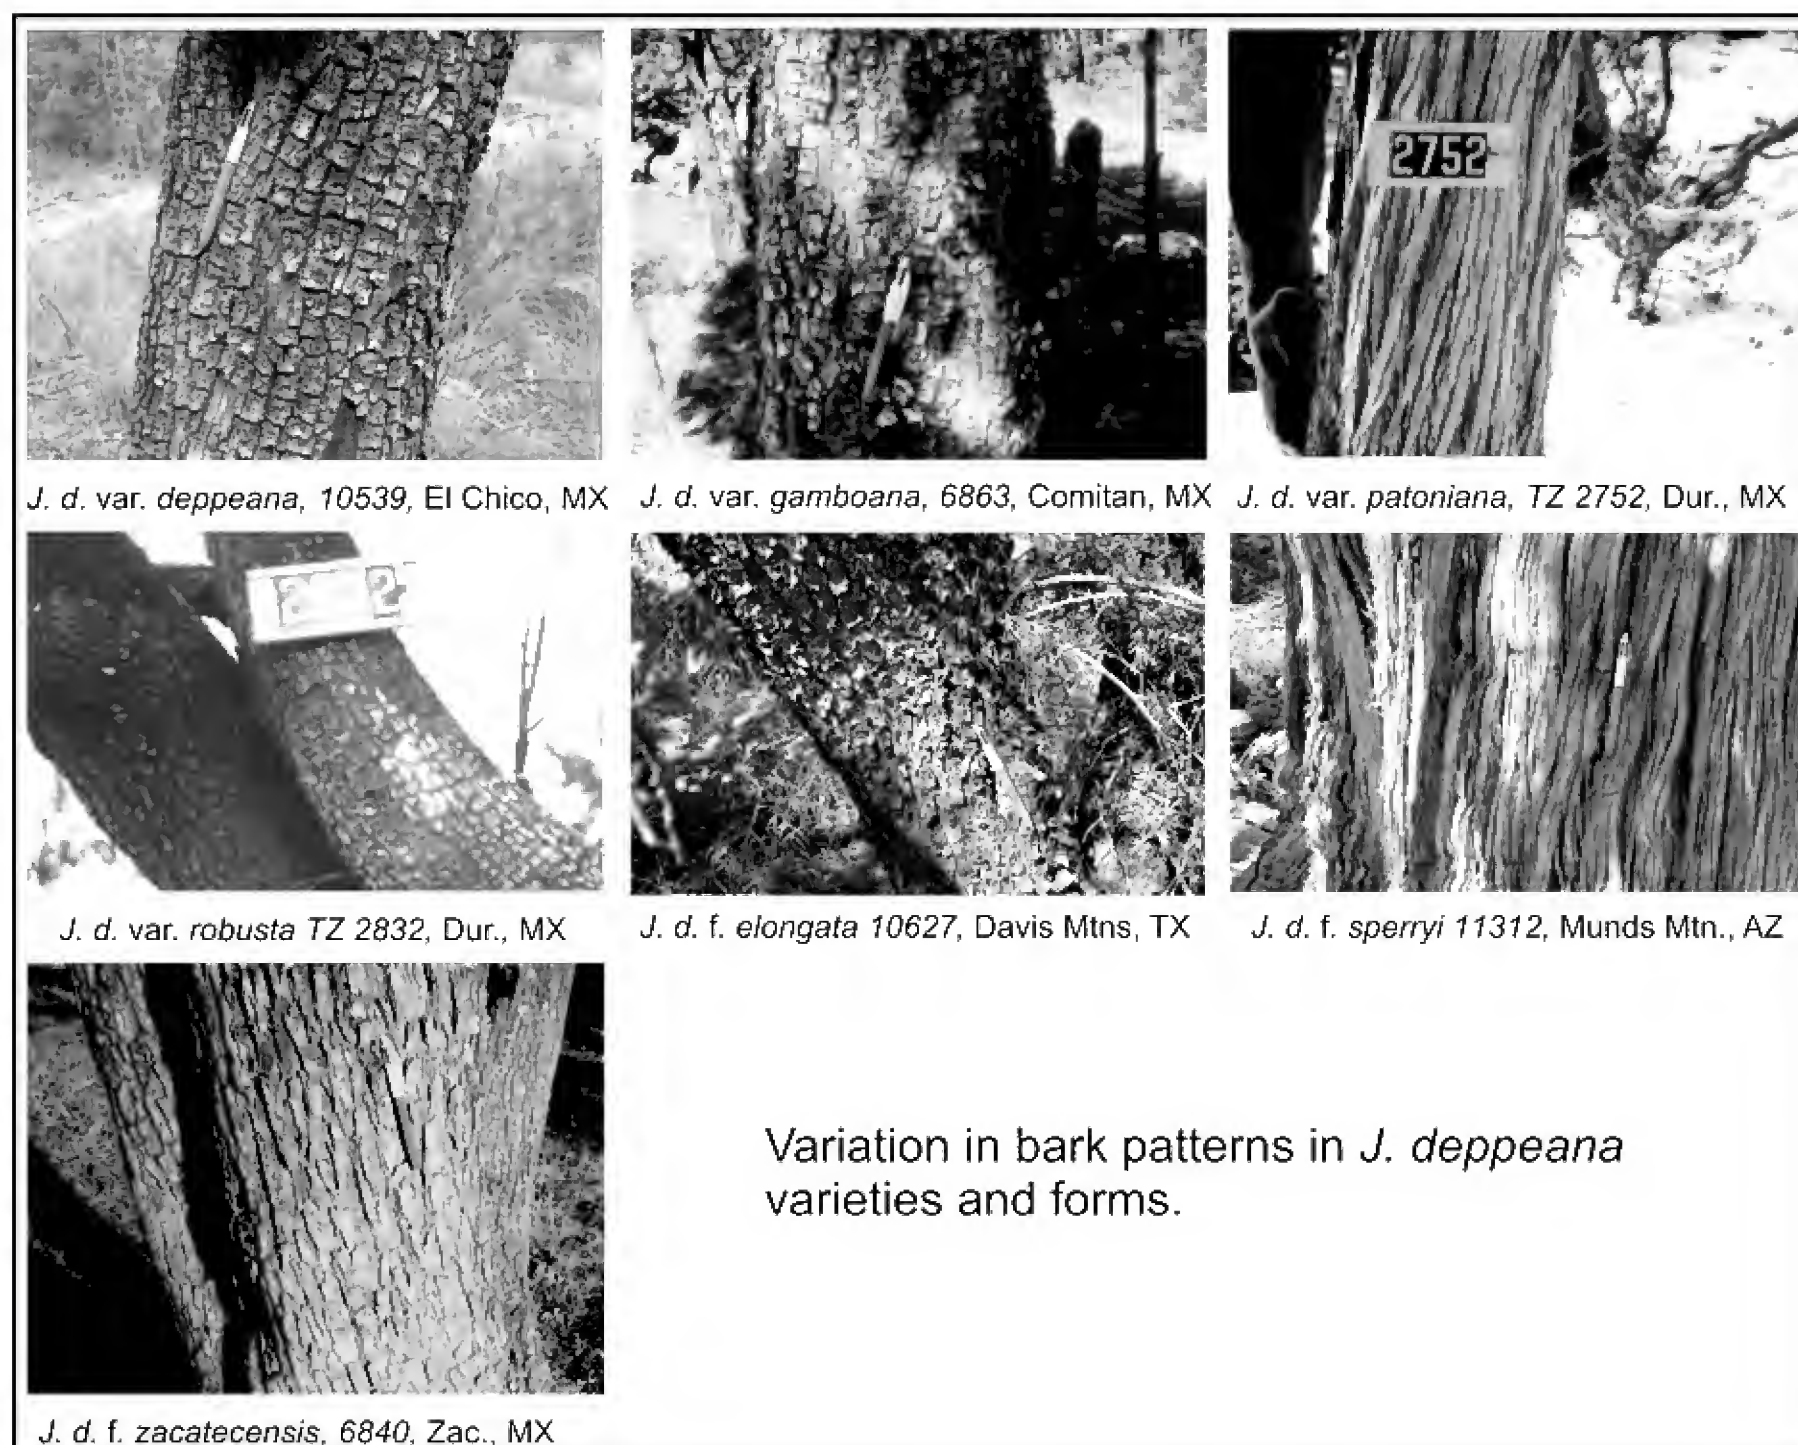 2752
J. d. var. deppeana, 10539, El Chico, MX
J. d. var. gamboana, 6863, Comitan, MX
J. d. var. patoniana, TZ 2752, Dur., MX
J. d. var. robusta TZ 2832, Dur., MX
J. d. f. elongata 10627, Davis Mtns, TX
J. d. f. sperryi 11312, Munds Mtn., AZ
Variation in bark patterns in J. deppeana
varieties and forms.
J. d. f. zacatecensis, 6840, Zac., MX